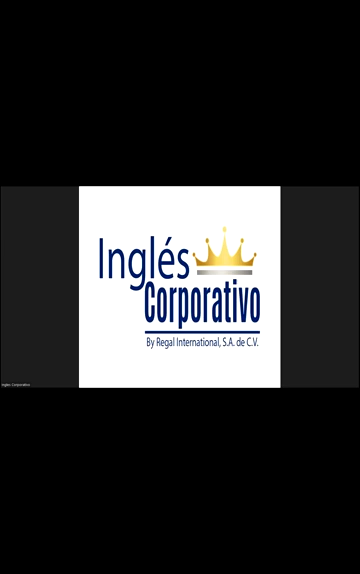 Inglés
Corporativo
By Regal International, S.A. de C.V.
Inglés Corporativo